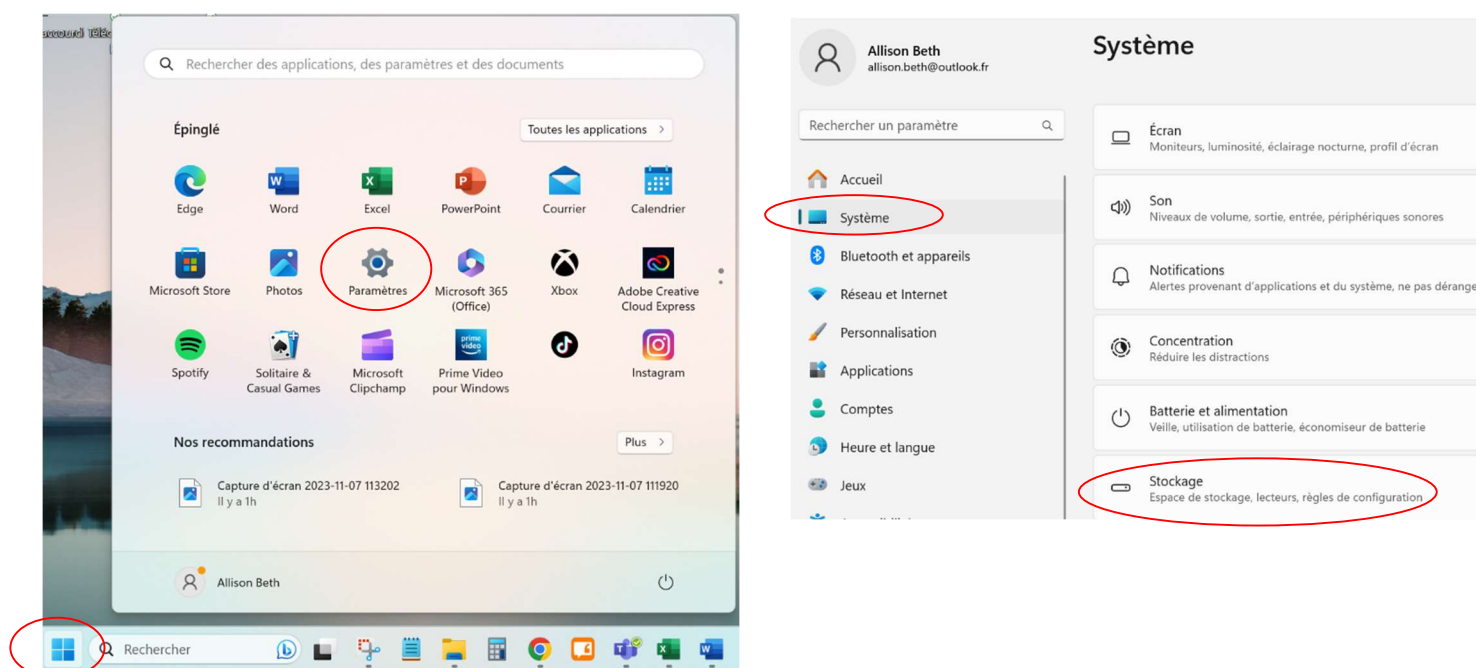 Rechercher des applications, des paramètres et des documents
Épinglé
Toutes les applications >
Edge
Word
Excel
PowerPoint
Courrier
Calendrier
Microsoft Store
Photos
Paramètres
Microsoft 365
(Office)
Xbox
Adobe Creative
Cloud Express
Spotify
Solitaire &
Casual Games
Microsoft
Clipchamp
prime
video
Prime Video
pour Windows
Instagram
Nos recommandations
Plus >
Capture d'écran 2023-11-07 113202
Il y a 1h
Capture d'écran 2023-11-07 111920
Il y a 1h
Allison Beth
Rechercher
Allison Beth
allison.beth@outlook.fr
Rechercher un paramètre
Accueil
Système
Bluetooth et appareils
Réseau et Internet
Personnalisation
Applications
Comptes
Heure et langue
Jeux
Système
Écran
Moniteurs, luminosité, éclairage nocturne, profil d'écran
Son
Niveaux de volume, sortie, entrée, périphériques sonores
Notifications
Alertes provenant d'applications et du système, ne pas dérange
Concentration
Réduire les distractions
Batterie et alimentation
Veille, utilisation de batterie, économiseur de batterie
Stockage
Espace de stockage, lecteurs, règles de configuration